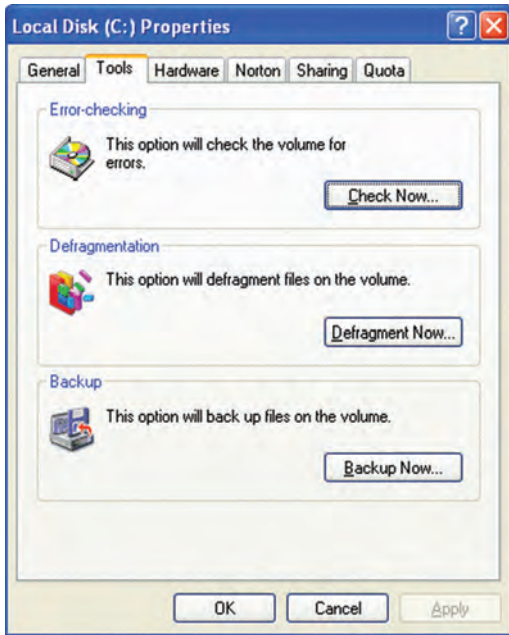 Local Disk (C:) Properties
?
X
General Tools Hardware Norton Sharing Quota
Error-checking
This option will check the volume for
errors.
Check Now...
Defragmentation
This option will defragment files on the volume.
Defragment Now...
Backup
This option will back up files on the volume.
Backup Now...
OK Cancel Apply